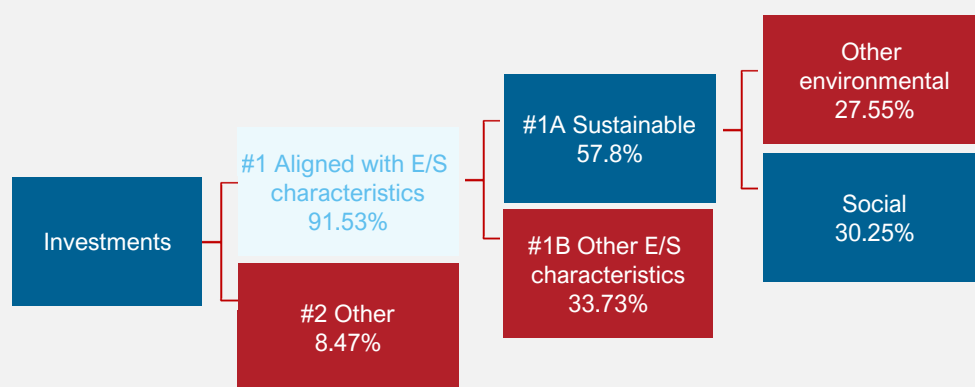 Investments
#1 Aligned with E/S
characteristics
91.53%
#2 Other
8.47%
#1A Sustainable
57.8%
#1B Other E/S
characteristics
33.73%
Other
environmental
27.55%
Social
30.25%